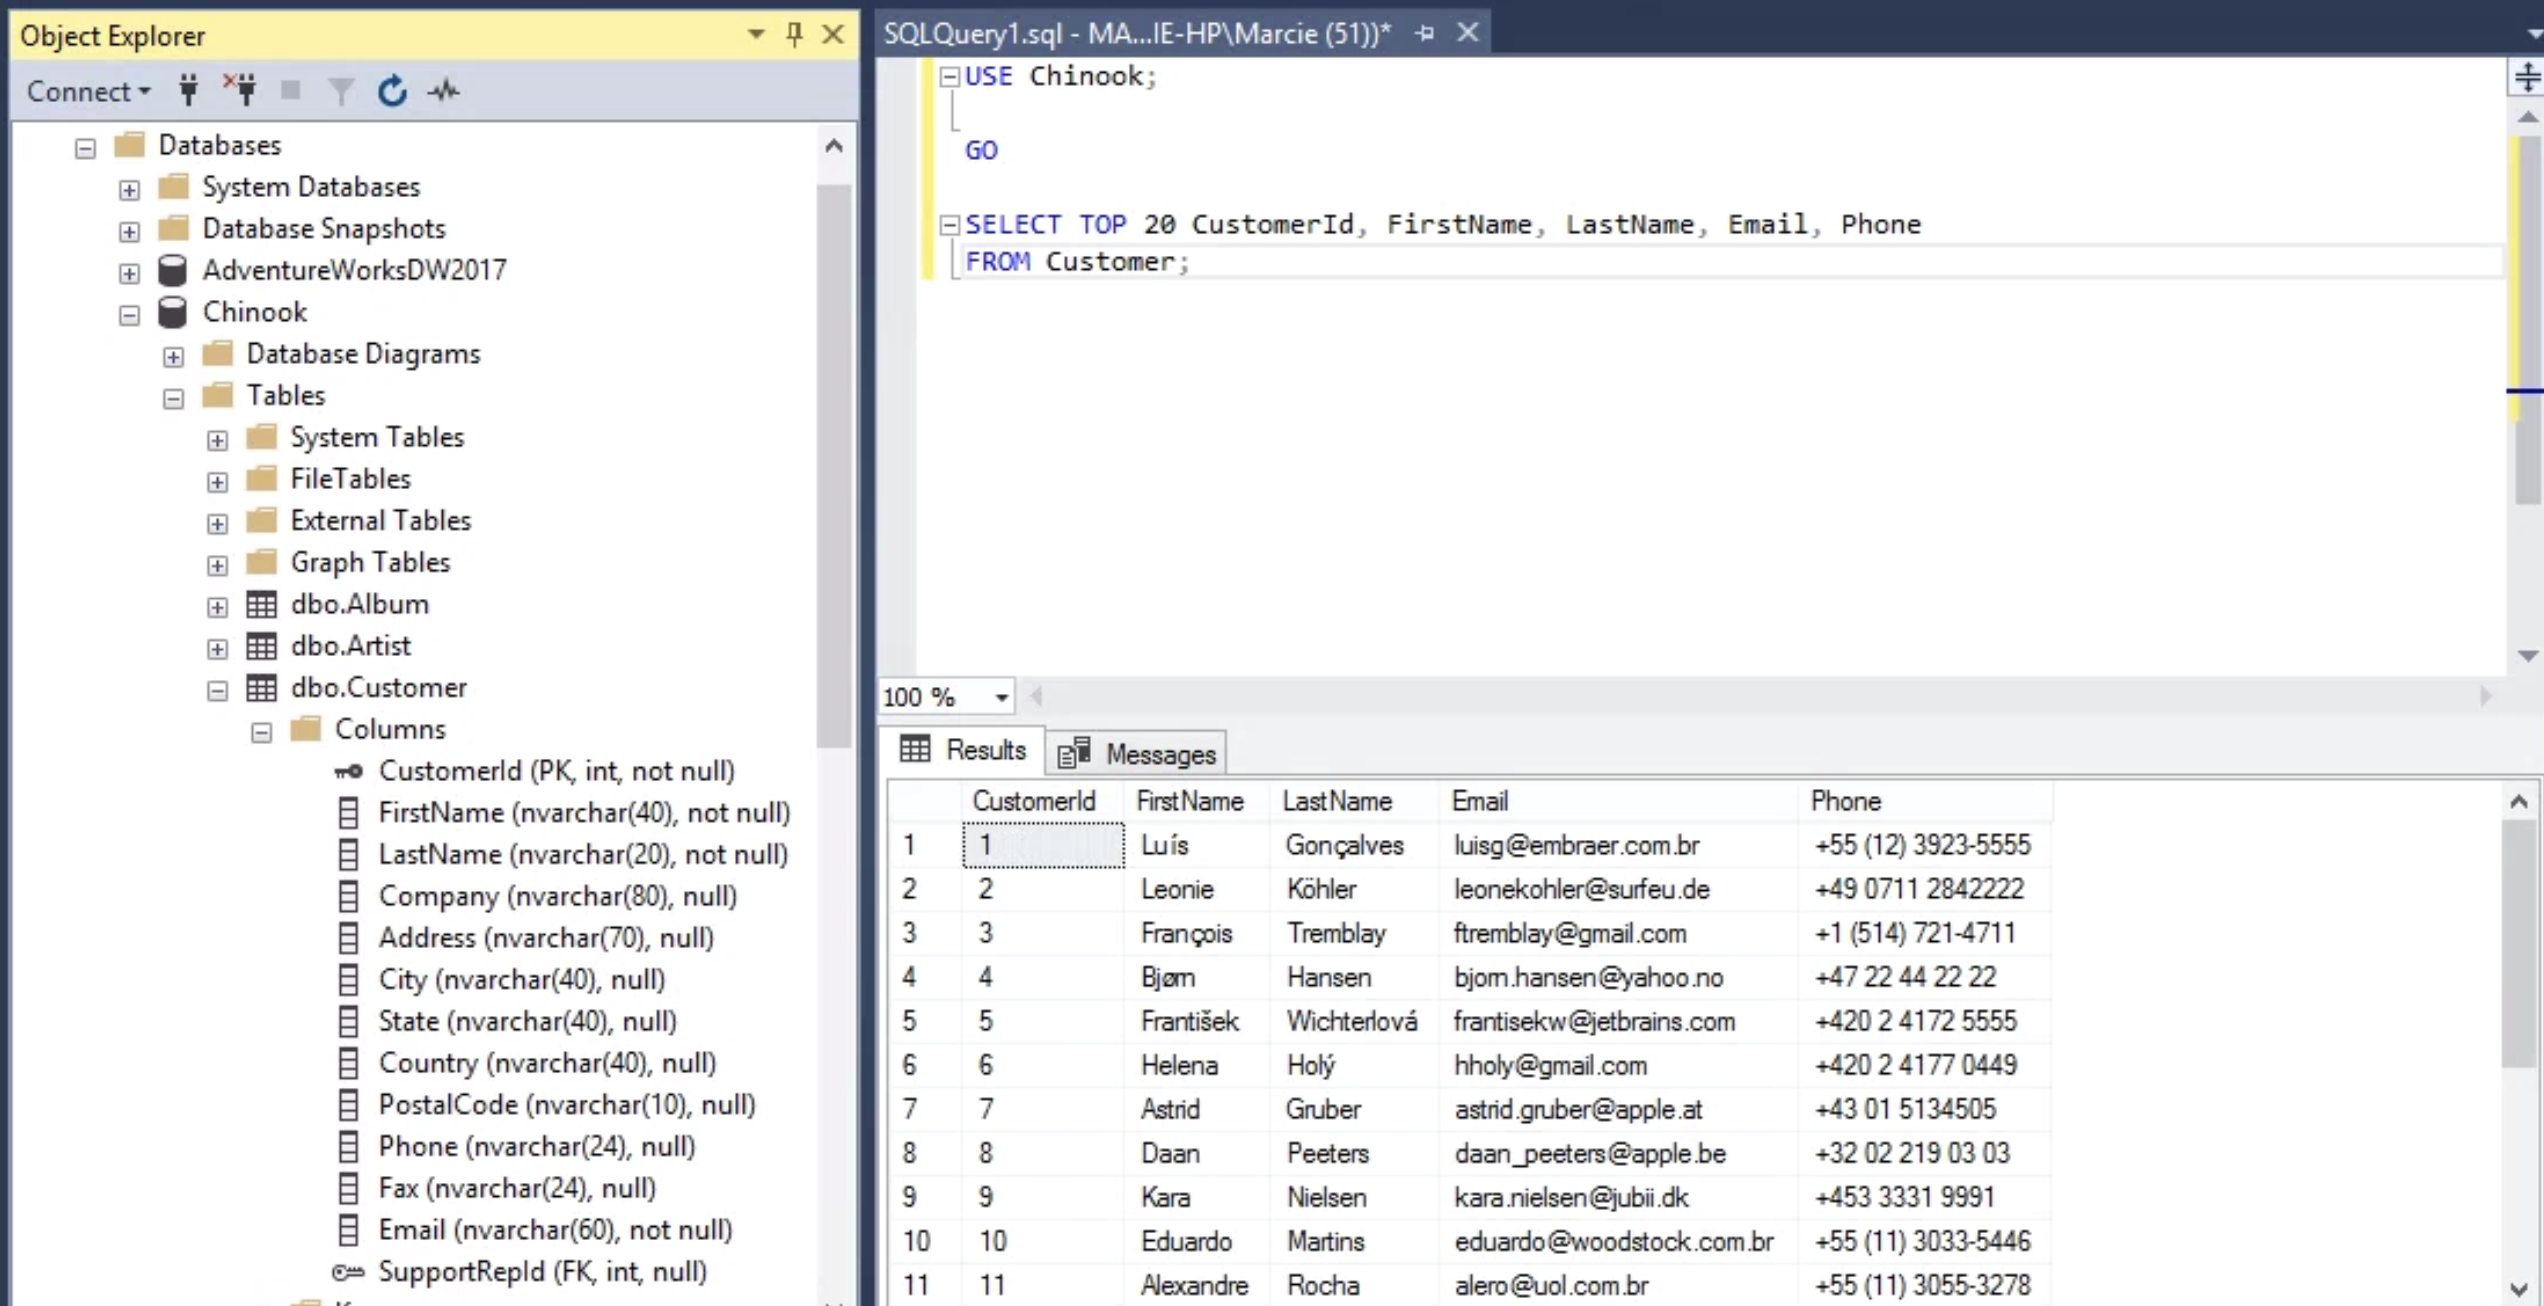 Object Explorer
Connect
Databases
System Databases
Database Snapshots
AdventureWorksDW2017
Chinook
Database Diagrams
Tables
System Tables
FileTables
External Tables
Graph Tables
dbo.Album
dbo.Artist
dbo.Customer
Columns
CustomerId (PK, int, not null)
FirstName (nvarchar(40), not null)
LastName (nvarchar(20), not null)
Company (nvarchar(80), null)
Address (nvarchar(70), null)
City (nvarchar(40), null)
State (nvarchar(40), null)
Country (nvarchar(40), null)
PostalCode (nvarchar(10), null)
Phone (nvarchar(24), null)
Fax (nvarchar(24), null)
Email (nvarchar(60), not null)
SupportRepId (FK, int, null)
SQLQuery1.sql - MA...IE-HP\Marcie (51))*
USE Chinook;
GO
SELECT TOP 20 CustomerId, FirstName, LastName, Email, Phone
FROM Customer;
100 %
Results Messages
CustomerId FirstName LastName Email Phone
1 1 Luís Gonçalves luisg@embraer.com.br +55 (12) 3923-5555
2 2 Leonie Köhler leonekohler@surfeu.de +49 0711 2842222
3 3 François Tremblay ftremblay@gmail.com +1 (514) 721-4711
4 4 Bjørn Hansen bjorn.hansen@yahoo.no +47 22 44 22 22
5 5 František Wichterlová frantisekw@jetbrains.com +420 2 4172 5555
6 6 Helena Holý hholy@gmail.com +420 2 4177 0449
7 7 Astrid Gruber astrid.gruber@apple.at +43 01 5134505
8 8 Daan Peeters daan_peeters@apple.be +32 02 219 03 03
9 9 Kara Nielsen kara.nielsen@jubii.dk +453 3331 9991
10 10 Eduardo Martins eduardo@woodstock.com.br +55 (11) 3033-5446
11 11 Alexandre Rocha alero@uol.com.br +55 (11) 3055-3278